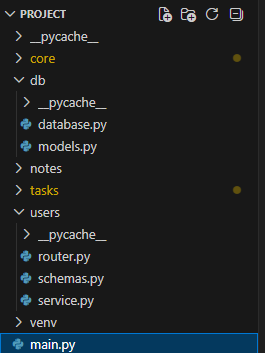 PROJECT
__pycache__
core
db
__pycache__
database.py
models.py
notes
tasks
users
__pycache__
router.py
schemas.py
service.py
venv
main.py